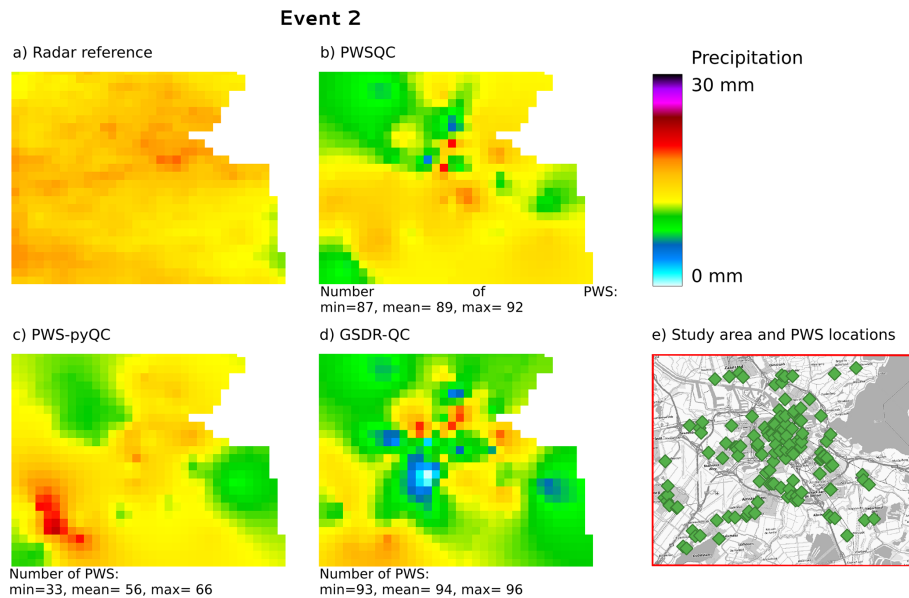 Event 2
a) Radar reference
b) PWSQC
Precipitation
30 mm
0 mm
Number of PWS:
min=87, mean= 89, max= 92
c) PWS-pyQC
d) GSDR-QC
e) Study area and PWS locations
Number of PWS:
min=33, mean= 56, max= 66
Number of PWS:
min=93, mean= 94, max= 96